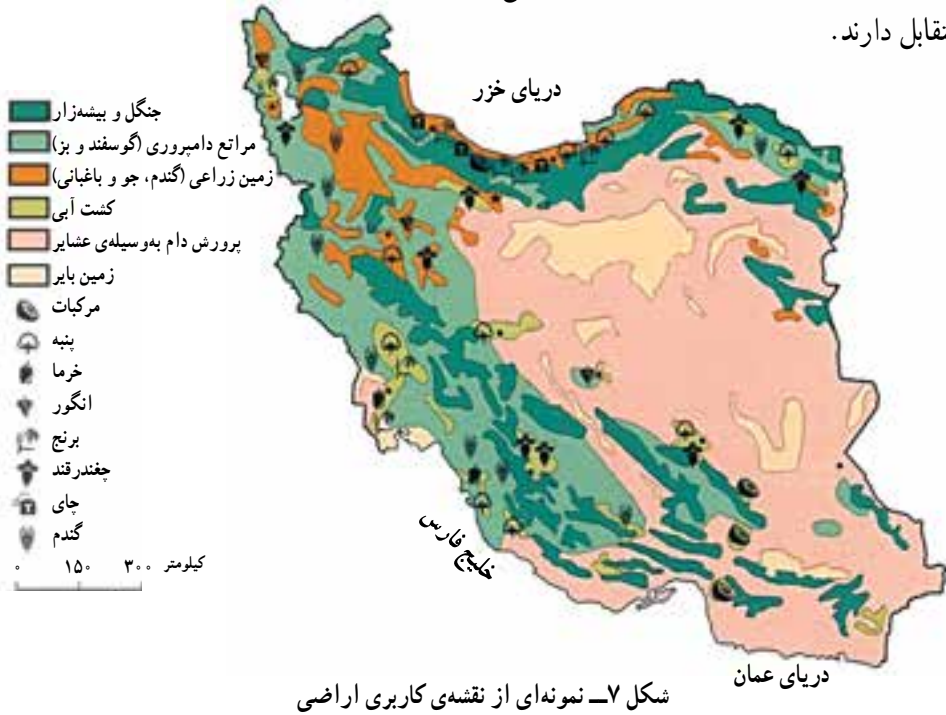 تقابل دارند.
دریای خزر
جنگل و بیشه‌زار
مراتع دامپروری (گوسفند و بز)
زمین زراعی (گندم، جو و باغبانی)
کشت آبی
پرورش دام به‌وسیله‌ی عشایر
زمین بایر
مرکبات
پنبه
خرما
انگور
برنج
چغندرقند
چای
گندم
۰ ۱۵۰ ۳۰۰ کیلومتر
خلیج فارس
دریای عمان
شکل ۷ــ نمونه‌ای از نقشه‌ی کاربری اراضی